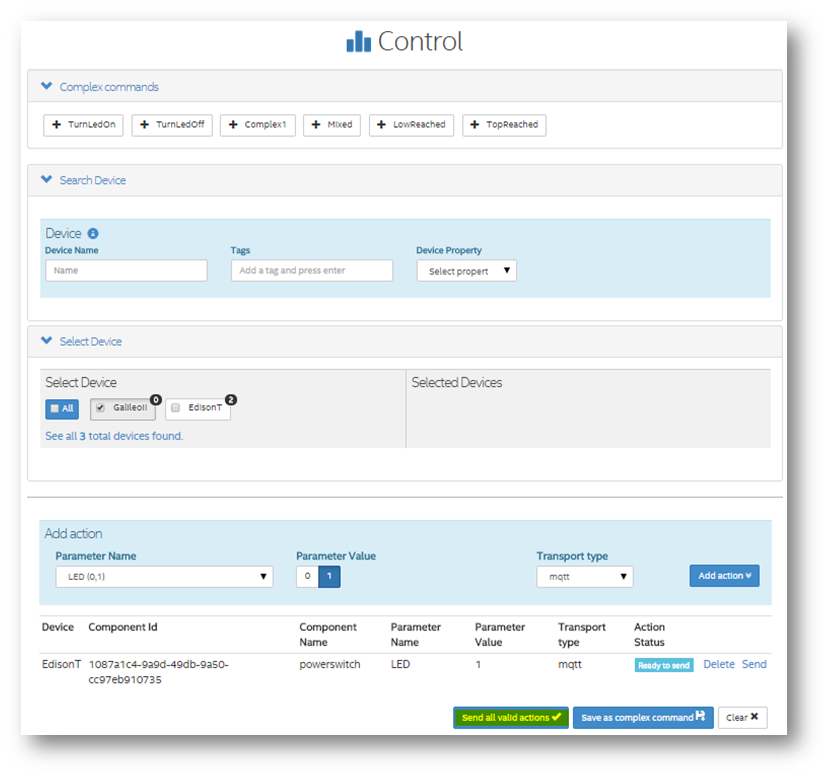 Control
Complex commands
TurnLedOn TurnLedOff Complex1 Mixed LowReached TopReached
Search Device
Device
Device Name Tags Device Property
Name Add a tag and press enter Select propert
Select Device
Select Device Selected Devices
All GalileoII 0 EdisonT 2
See all 3 total devices found.
Add action
Parameter Name Parameter Value Transport type
LED (0,1) 0 1 mqtt Add action
Device Component Id Component Parameter Parameter Transport Action
Name Name Value type Status
EdisonT 1087a1c4-9a9d-49db-9a50- powerswitch LED 1 mqtt Ready to send Delete Send
cc97eb910735
Send all valid actions Save as complex command Clear